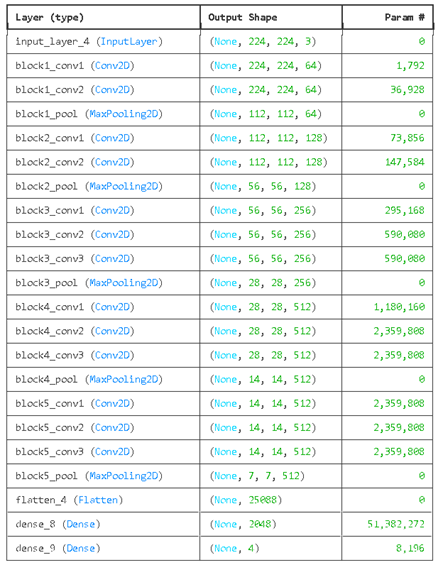 Layer (type) Output Shape Param #
input_layer_4 (InputLayer) (None, 224, 224, 3) 0
block1_conv1 (Conv2D) (None, 224, 224, 64) 1,792
block1_conv2 (Conv2D) (None, 224, 224, 64) 36,928
block1_pool (MaxPooling2D) (None, 112, 112, 64) 0
block2_conv1 (Conv2D) (None, 112, 112, 128) 73,856
block2_conv2 (Conv2D) (None, 112, 112, 128) 147,584
block2_pool (MaxPooling2D) (None, 56, 56, 128) 0
block3_conv1 (Conv2D) (None, 56, 56, 256) 295,168
block3_conv2 (Conv2D) (None, 56, 56, 256) 590,080
block3_conv3 (Conv2D) (None, 56, 56, 256) 590,080
block3_pool (MaxPooling2D) (None, 28, 28, 256) 0
block4_conv1 (Conv2D) (None, 28, 28, 512) 1,180,160
block4_conv2 (Conv2D) (None, 28, 28, 512) 2,359,808
block4_conv3 (Conv2D) (None, 28, 28, 512) 2,359,808
block4_pool (MaxPooling2D) (None, 14, 14, 512) 0
block5_conv1 (Conv2D) (None, 14, 14, 512) 2,359,808
block5_conv2 (Conv2D) (None, 14, 14, 512) 2,359,808
block5_conv3 (Conv2D) (None, 14, 14, 512) 2,359,808
block5_pool (MaxPooling2D) (None, 7, 7, 512) 0
flatten_4 (Flatten) (None, 25088) 0
dense_8 (Dense) (None, 2048) 51,382,272
dense_9 (Dense) (None, 4) 8,196